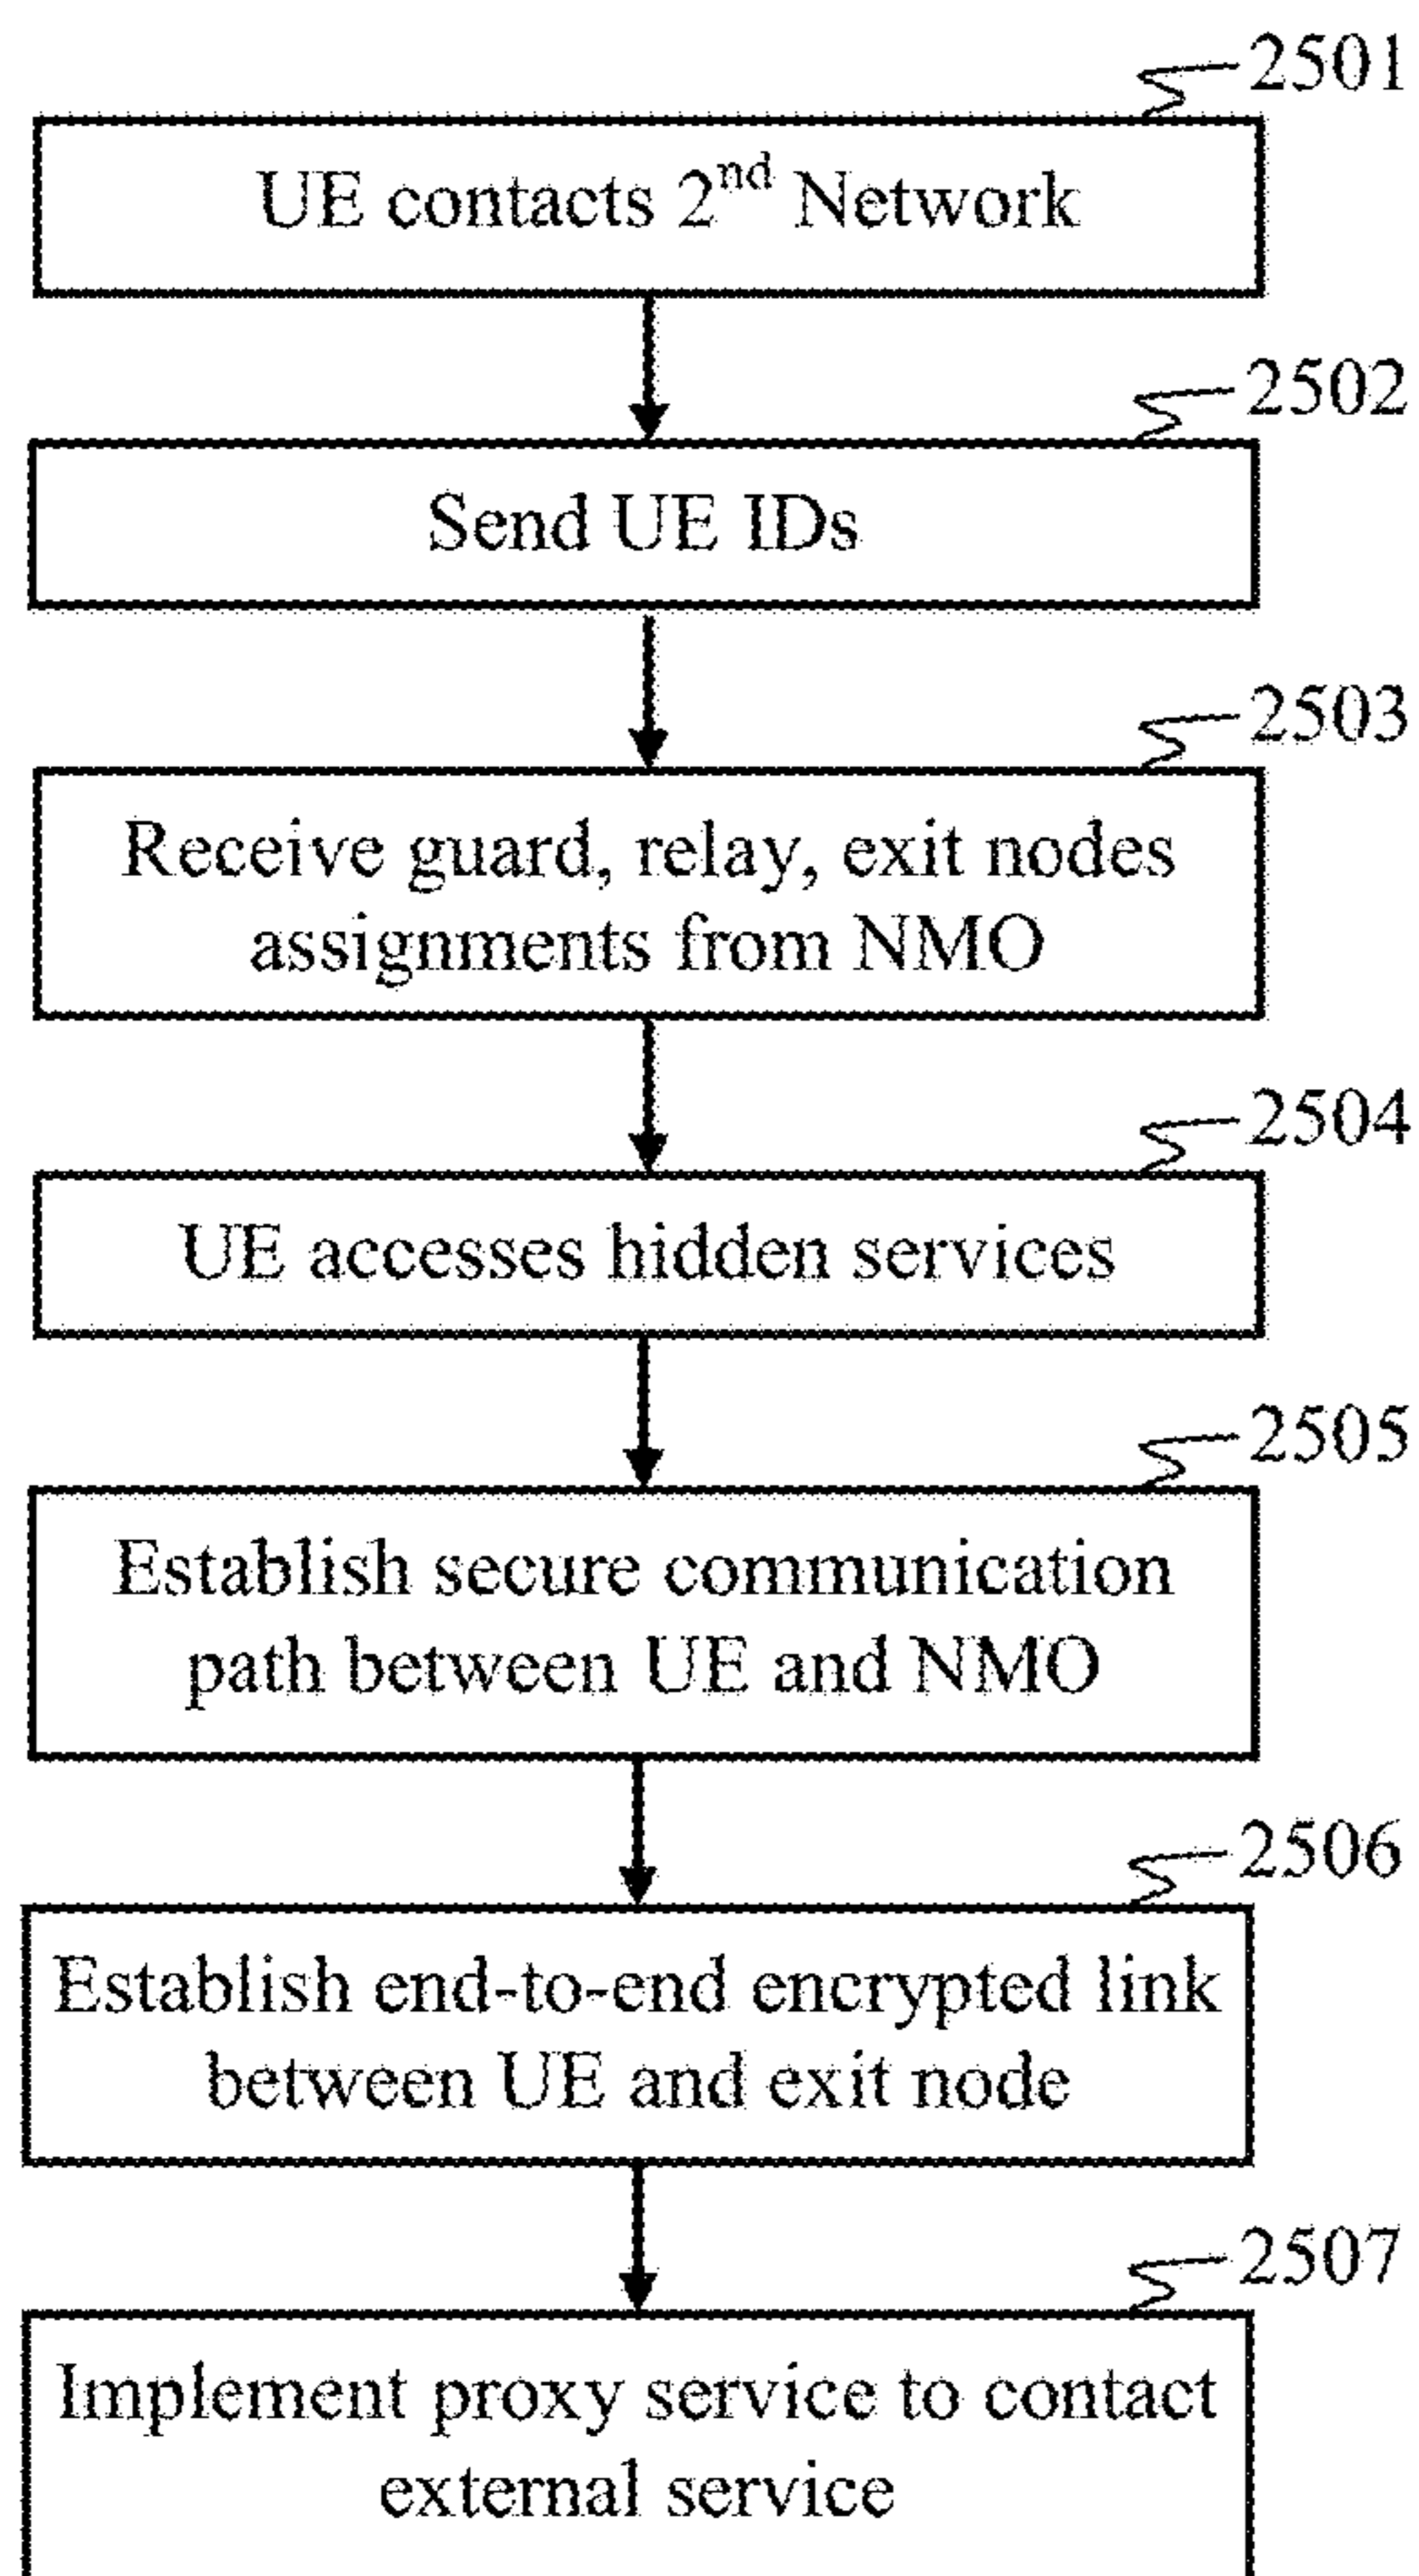 2501
UE contacts 2nd Network
2502
Send UE IDs
2503
Receive guard, relay, exit nodes
assignments from NMO
2504
UE accesses hidden services
2505
Establish secure communication
path between UE and NMO
2506
Establish end-to-end encrypted link
between UE and exit node
2507
Implement proxy service to contact
external service